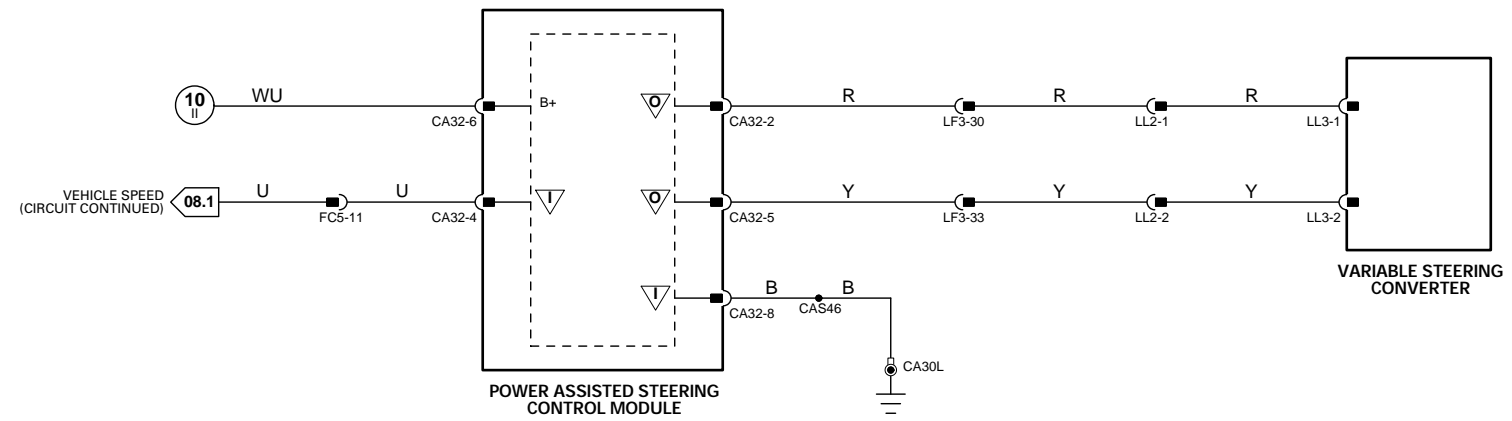 10
II
WU
CA32-6
B+
O
CA32-2
R
LF3-30
R
LL2-1
R
LL3-1
VEHICLE SPEED
(CIRCUIT CONTINUED)
08.1
U
FC5-11
U
CA32-4
I
O
CA32-5
Y
LF3-33
Y
LL2-2
Y
LL3-2
VARIABLE STEERING
CONVERTER
I
CA32-8
B
CAS46
B
CA30L
POWER ASSISTED STEERING
CONTROL MODULE